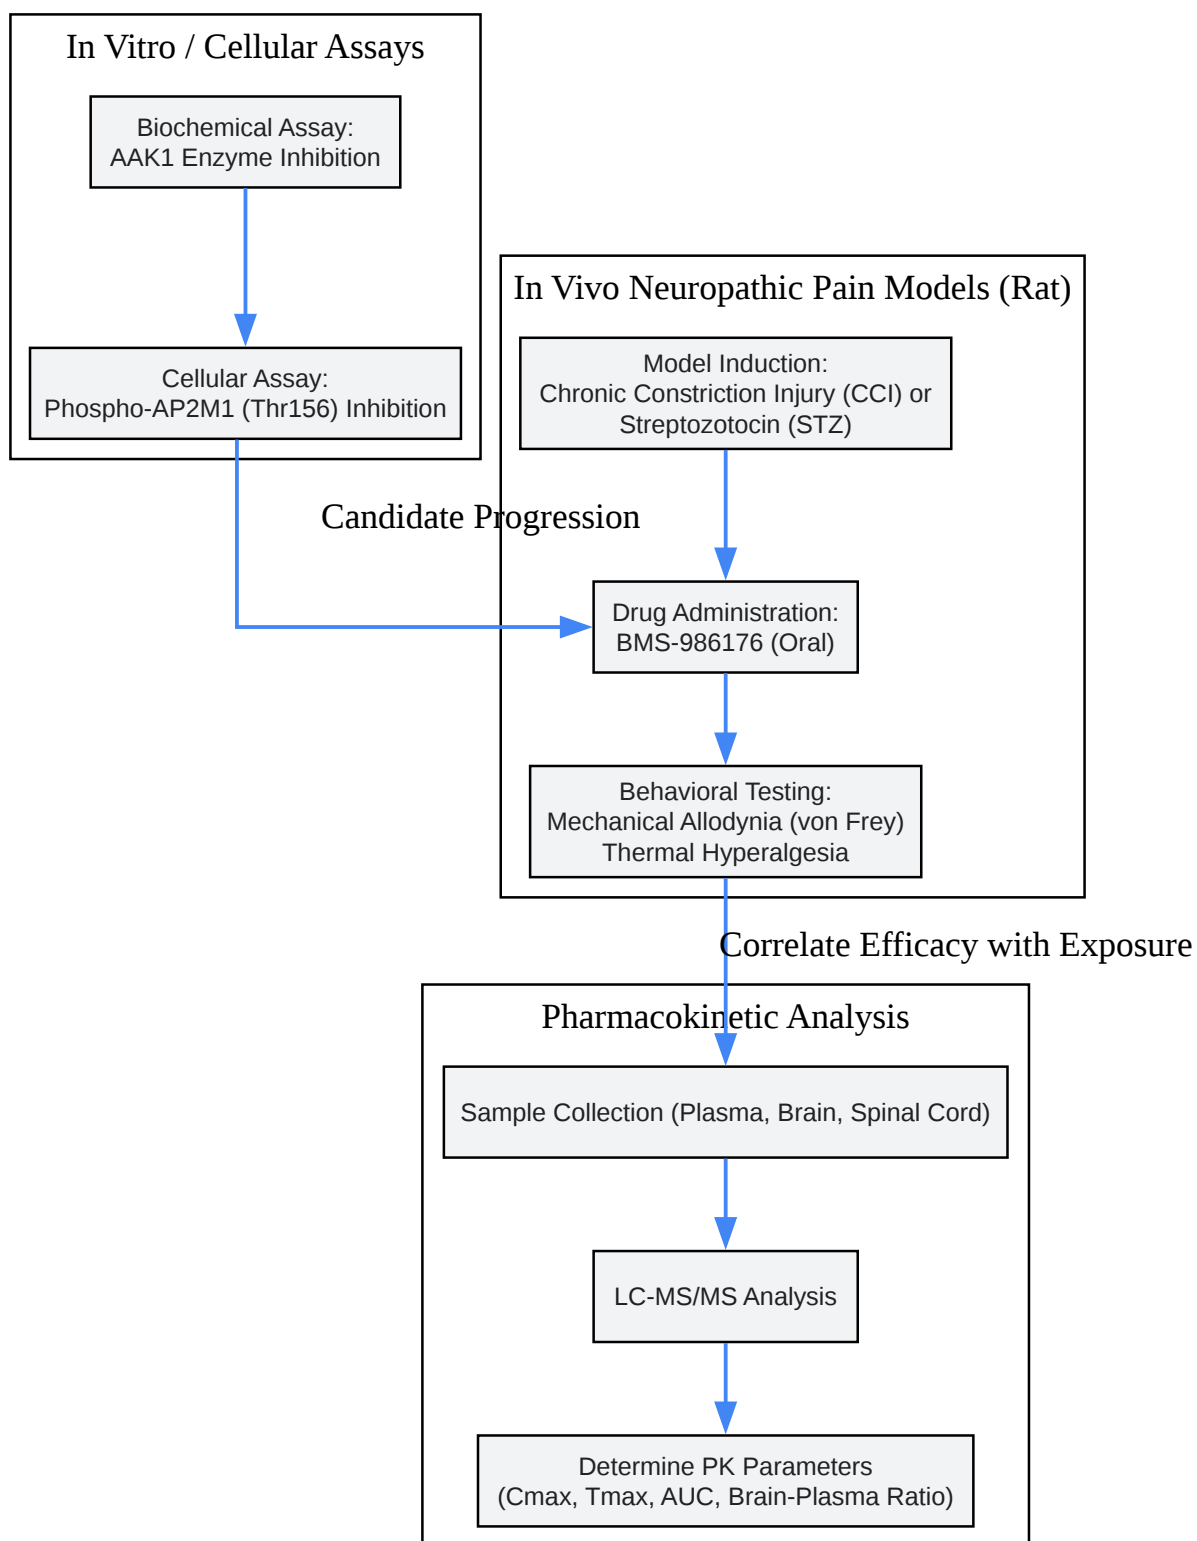 In Vitro / Cellular Assays
Biochemical Assay:
AAK1 Enzyme Inhibition
Cellular Assay:
Phospho-AP2M1 (Thr156) Inhibition
In Vivo Neuropathic Pain Models (Rat)
Model Induction:
Chronic Constriction Injury (CCI) or
Streptozotocin (STZ)
Candidate Progression
Drug Administration:
BMS-986176 (Oral)
Behavioral Testing:
Mechanical Allodynia (von Frey)
Thermal Hyperalgesia
Correlate Efficacy with Exposure
Pharmacokinetic Analysis
Sample Collection (Plasma, Brain, Spinal Cord)
LC-MS/MS Analysis
Determine PK Parameters
(Cmax, Tmax, AUC, Brain-Plasma Ratio)